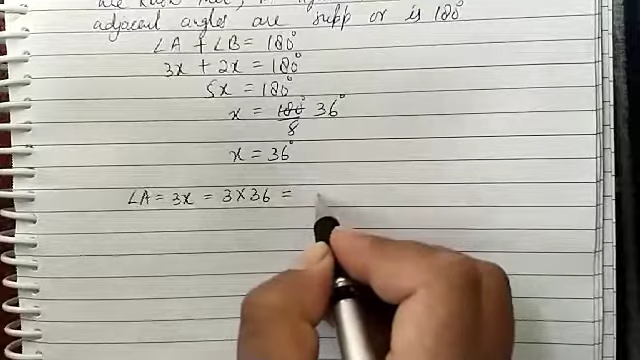 adjacent angles are supp or is 180°
∠A + ∠B = 180°
3x + 2x = 180°
5x = 180°
x = 180° 36°
8
x = 36°
∠A = 3x = 3 × 36 =